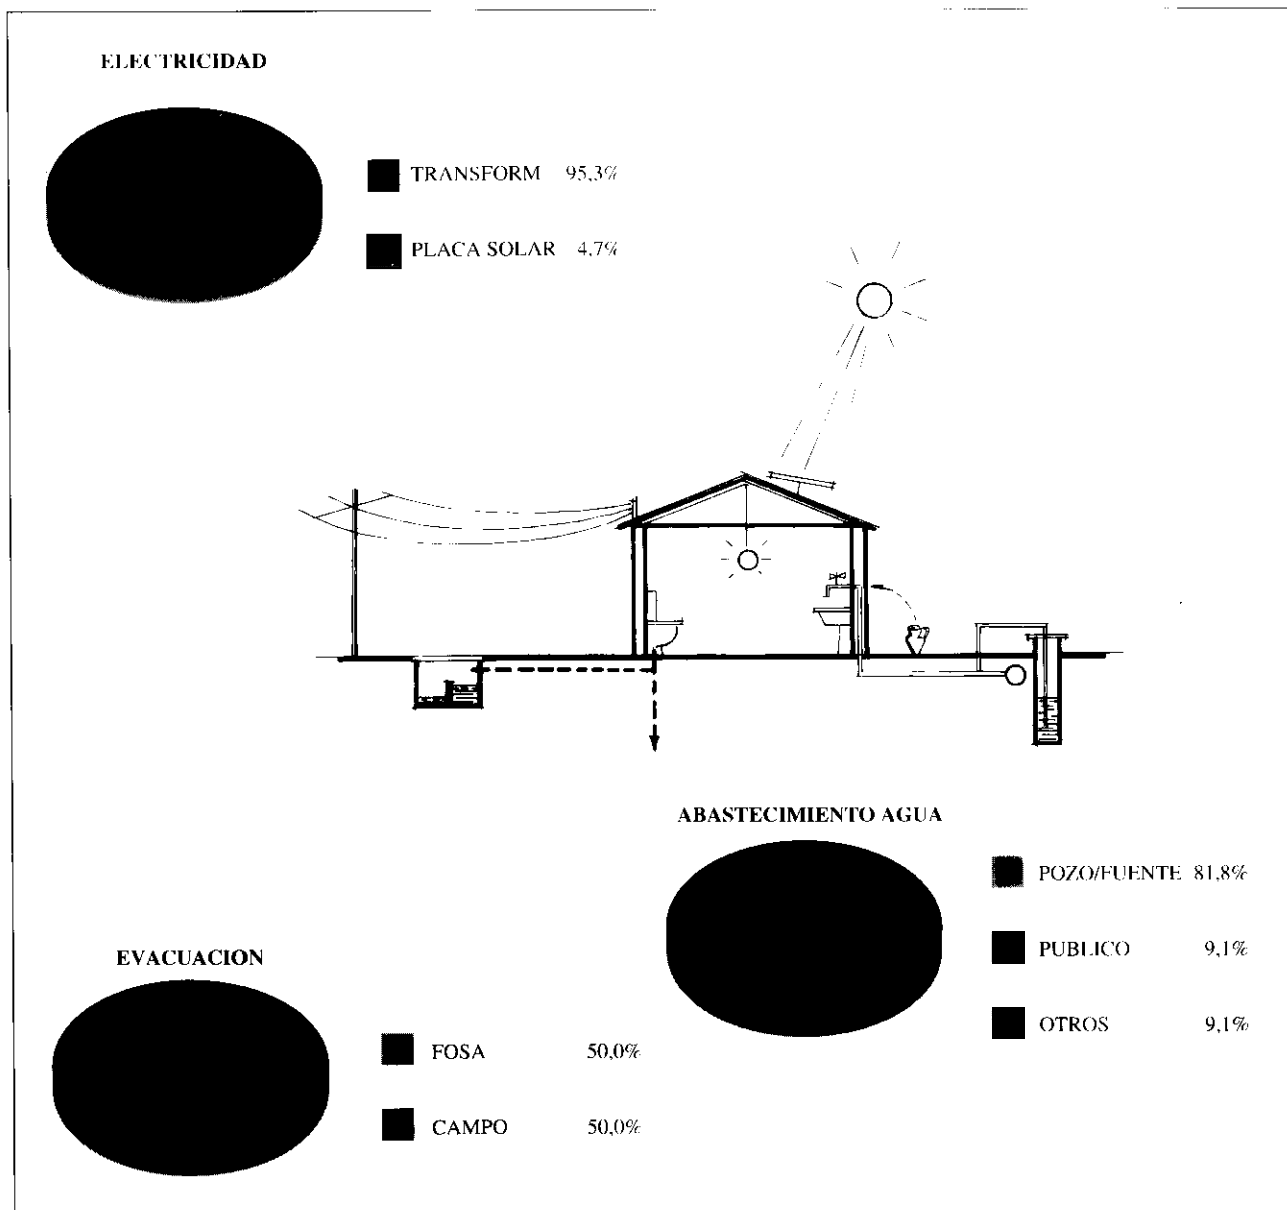 ELECTRICIDAD
TRANSFORM 95,3%
PLACA SOLAR 4,7%
ABASTECIMIENTO AGUA
POZO/FUENTE 81,8%
PUBLICO 9,1%
OTROS 9,1%
EVACUACION
FOSA 50,0%
CAMPO 50,0%